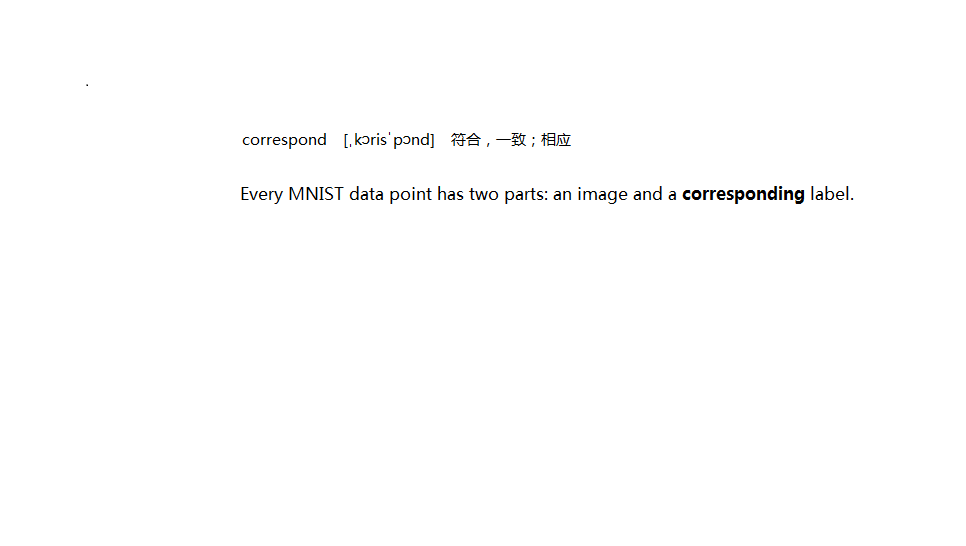 .
correspond [ˌkɔrisˈpɔnd] 符合，一致；相应
Every MNIST data point has two parts: an image and a corresponding label.